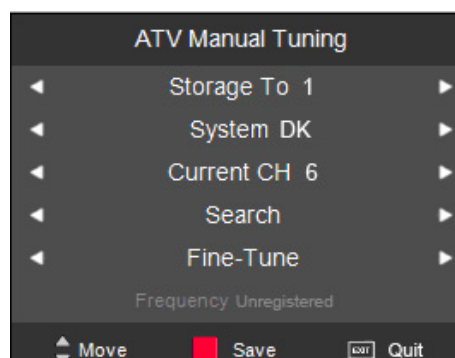 ATV Manual Tuning
Storage To 1
System DK
Current CH 6
Search
Fine-Tune
Frequency Unregistered
Move Save EXIT Quit